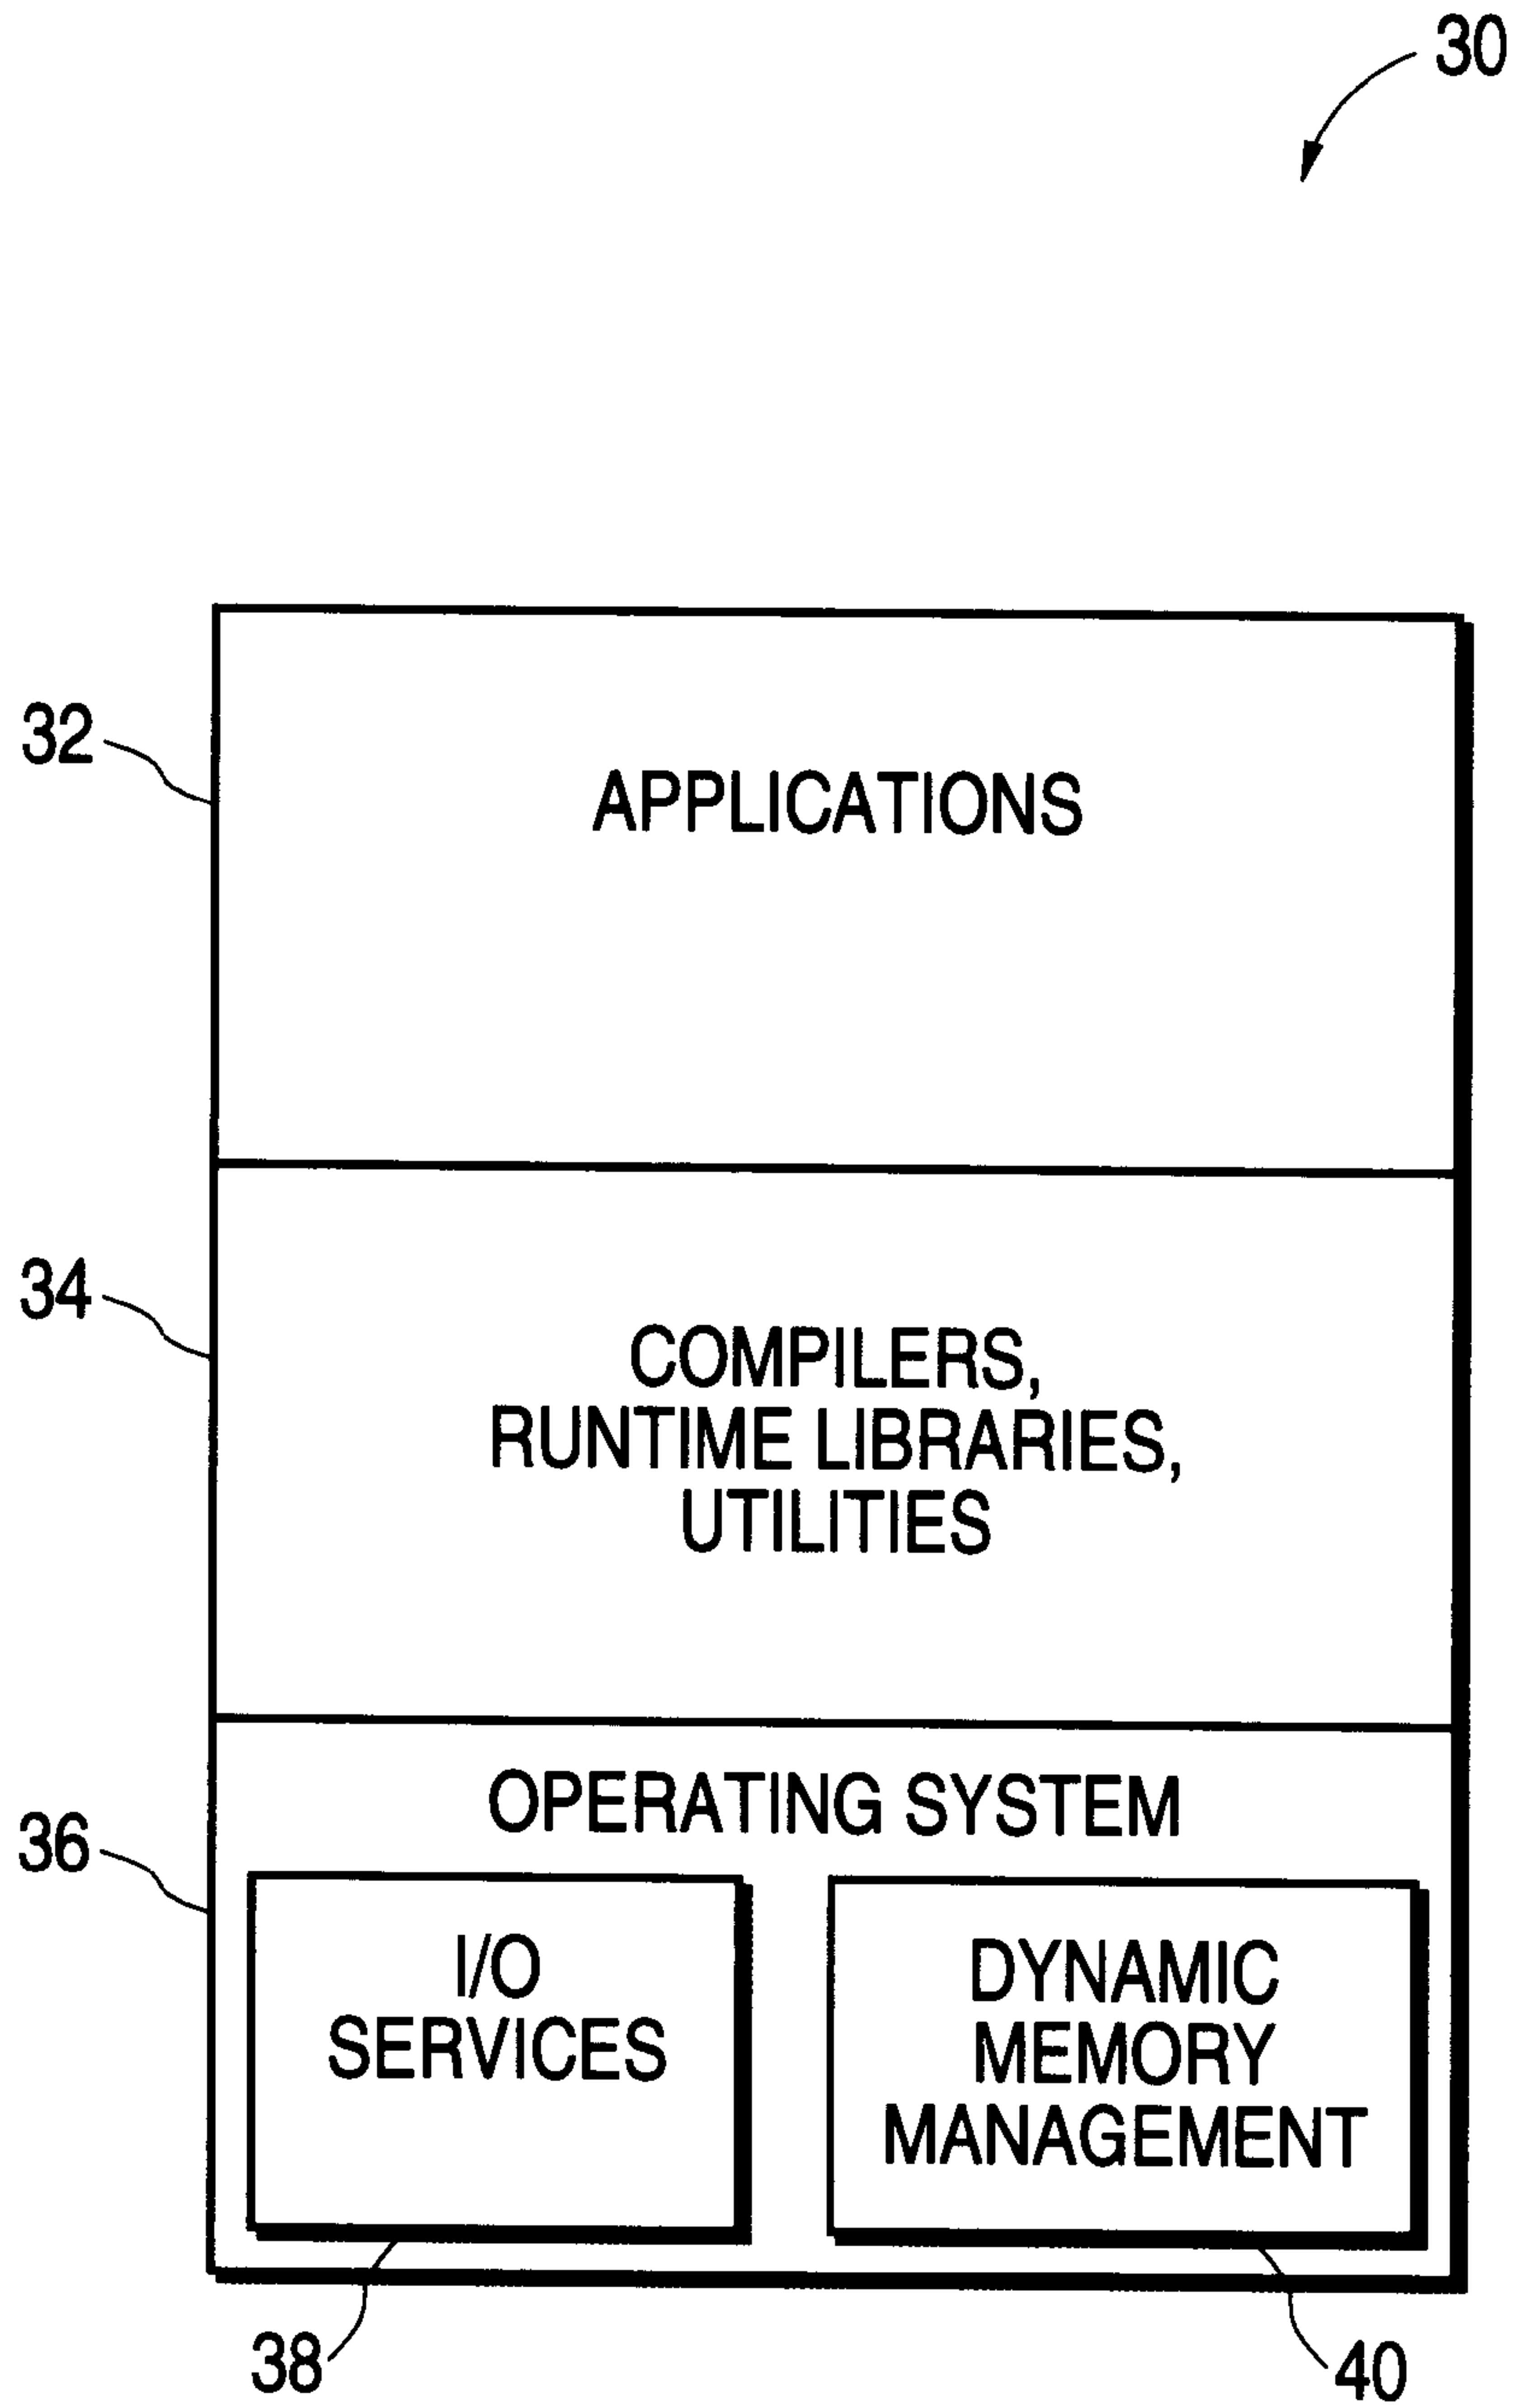 30
32
APPLICATIONS
34
COMPILERS,
RUNTIME LIBRARIES,
UTILITIES
36
OPERATING SYSTEM
I/O
SERVICES
DYNAMIC
MEMORY
MANAGEMENT
38
40